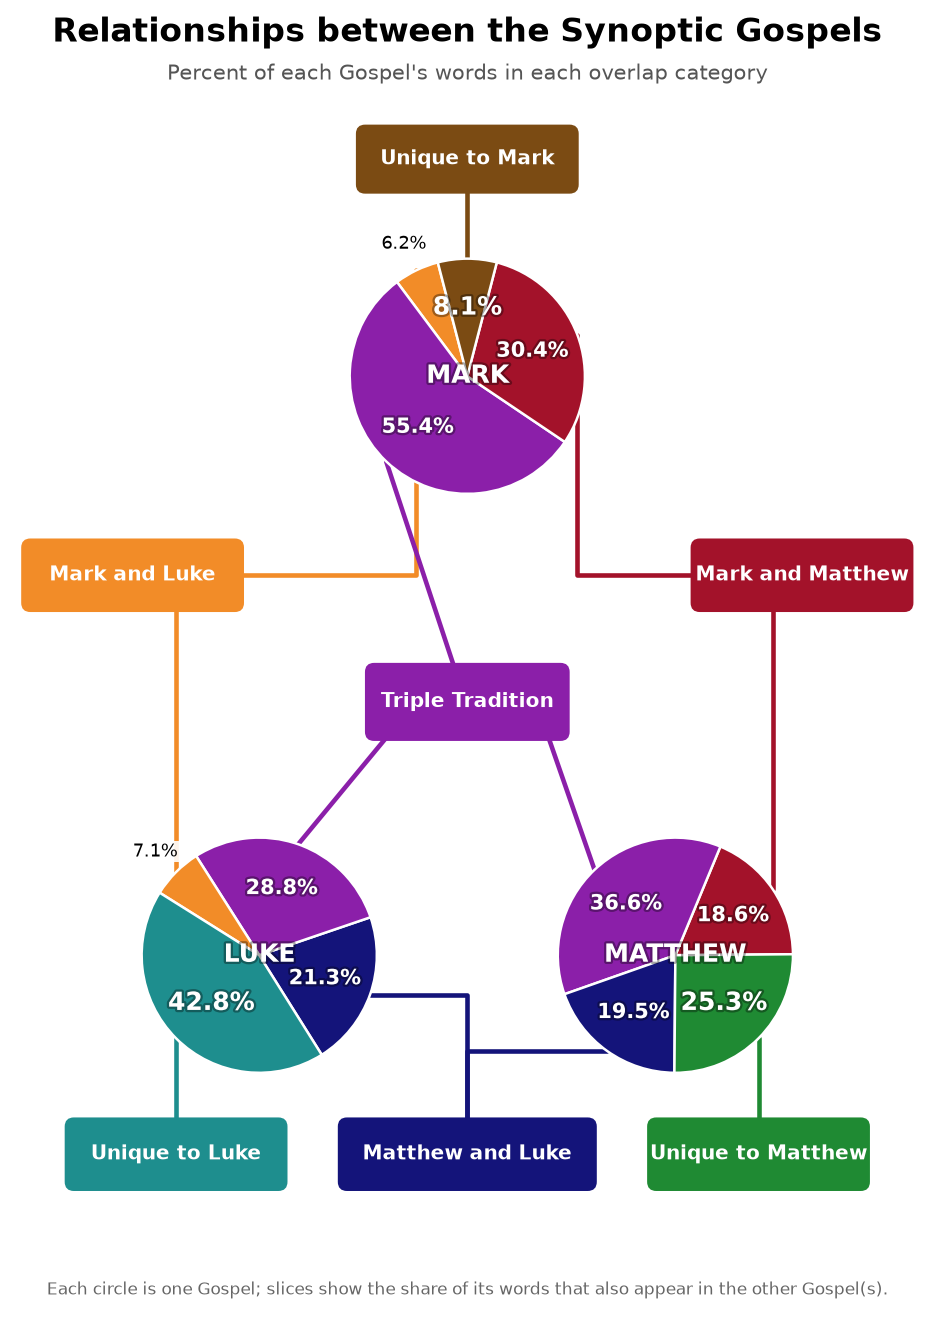 Relationships between the Synoptic Gospels
Percent of each Gospel's words in each overlap category
Unique to Mark
6.2%
8.1%
30.4%
MARK
55.4%
Mark and Luke
Mark and Matthew
Triple Tradition
7.1%
28.8%
LUKE
21.3%
42.8%
36.6%
18.6%
MATTHEW
19.5%
25.3%
Unique to Luke
Matthew and Luke
Unique to Matthew
Each circle is one Gospel; slices show the share of its words that also appear in the other Gospel(s).